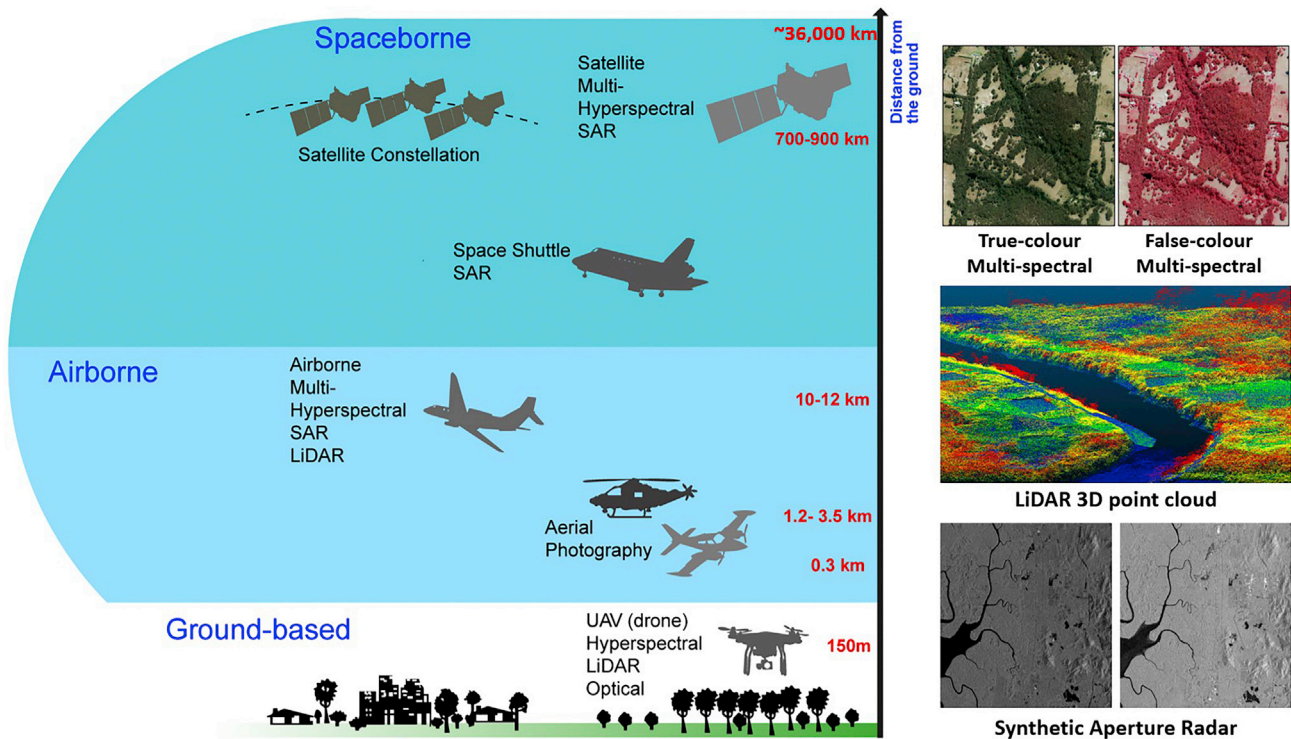 Spaceborne
~36,000 km
Distance from
the ground
Satellite
Multi-
Hyperspectral
SAR
700-900 km
Satellite Constellation
Space Shuttle
SAR
Airborne
Airborne
Multi-
Hyperspectral
SAR
LiDAR
10-12 km
Aerial
Photography
1.2- 3.5 km
0.3 km
Ground-based
UAV (drone)
Hyperspectral
LiDAR
Optical
150m
True-colour
Multi-spectral
False-colour
Multi-spectral
LiDAR 3D point cloud
Synthetic Aperture Radar